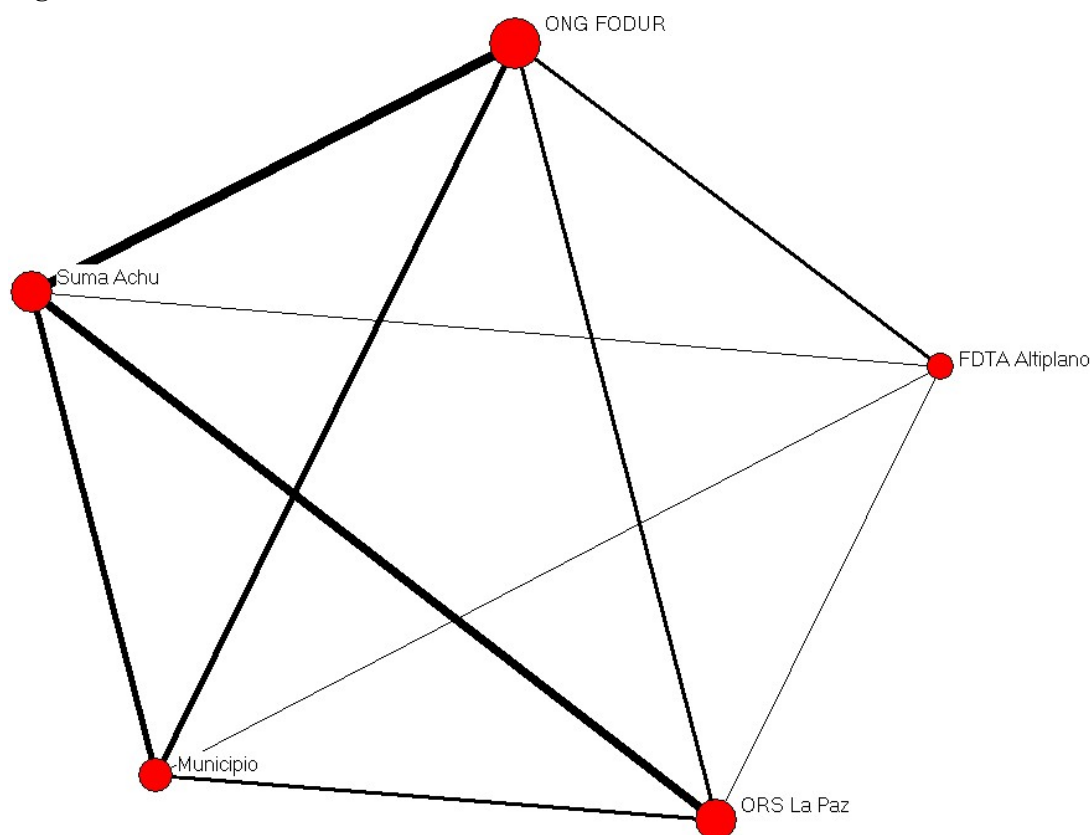 ONG FODUR
Suma Achu
FDTA Altiplano
Municipio
ORS La Paz